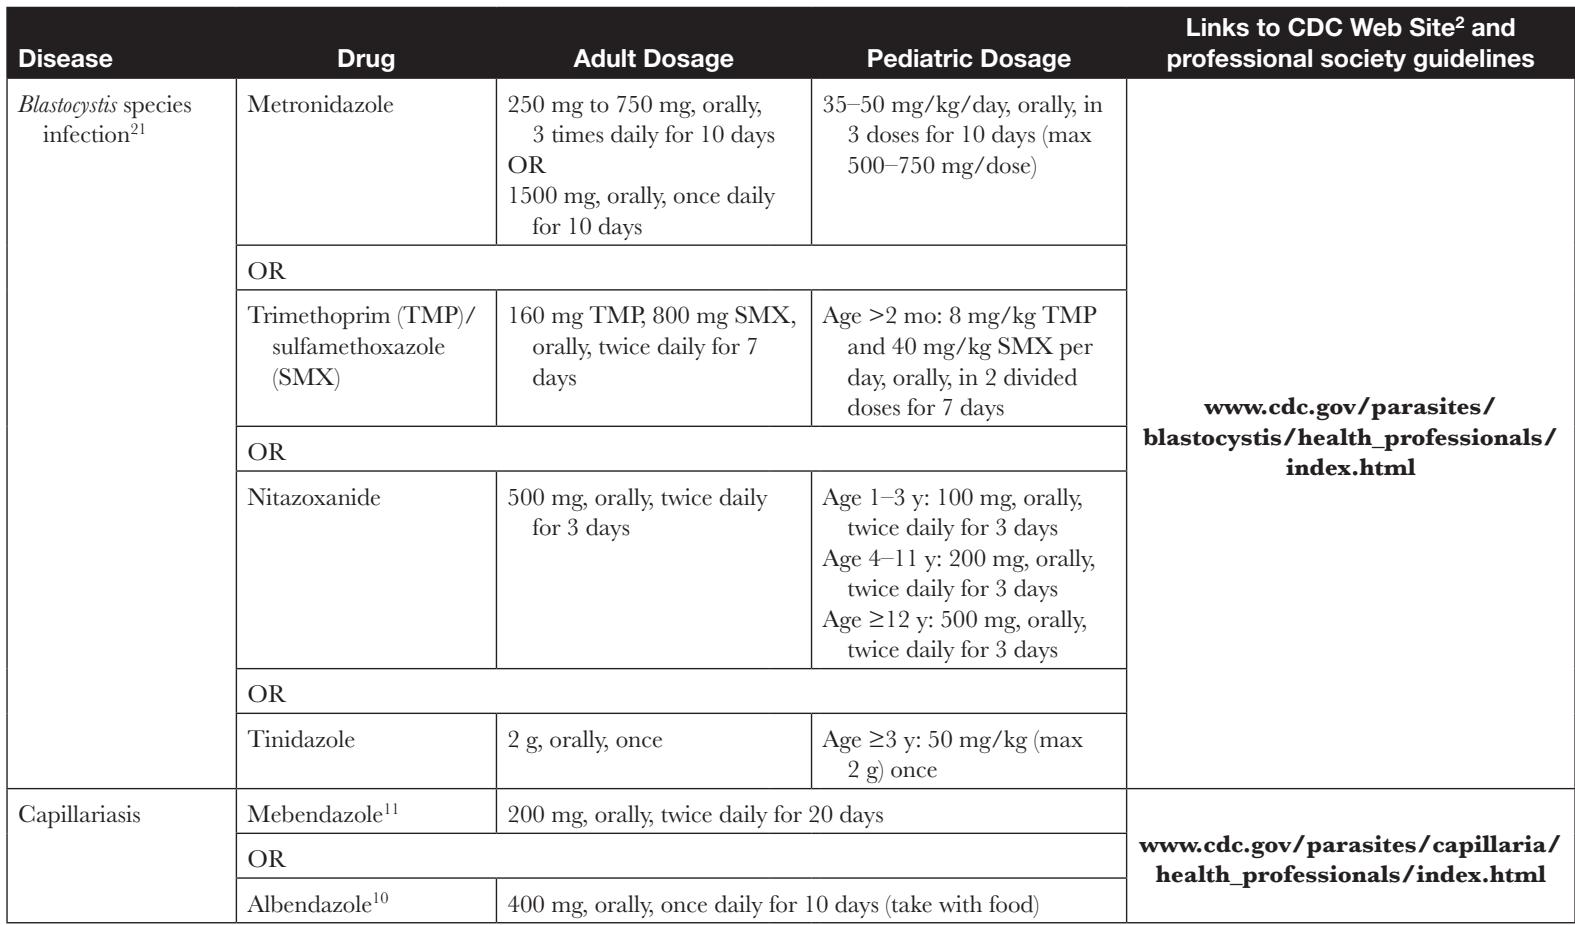 Disease Drug Adult Dosage Pediatric Dosage Links to CDC Web Site² and
professional society guidelines
Blastocystis species
infection²¹
Metronidazole
250 mg to 750 mg, orally,
3 times daily for 10 days
OR
1500 mg, orally, once daily
for 10 days
35–50 mg/kg/day, orally, in
3 doses for 10 days (max
500–750 mg/dose)
www.cdc.gov/parasites/
blastocystis/health_professionals/
index.html
OR
Trimethoprim (TMP)/
sulfamethoxazole
(SMX)
160 mg TMP, 800 mg SMX,
orally, twice daily for 7
days
Age >2 mo: 8 mg/kg TMP
and 40 mg/kg SMX per
day, orally, in 2 divided
doses for 7 days
OR
Nitazoxanide
500 mg, orally, twice daily
for 3 days
Age 1–3 y: 100 mg, orally,
twice daily for 3 days
Age 4–11 y: 200 mg, orally,
twice daily for 3 days
Age ≥12 y: 500 mg, orally,
twice daily for 3 days
OR
Tinidazole
2 g, orally, once
Age ≥3 y: 50 mg/kg (max
2 g) once
Capillariasis
Mebendazole¹¹
200 mg, orally, twice daily for 20 days
www.cdc.gov/parasites/capillaria/
health_professionals/index.html
OR
Albendazole¹⁰
400 mg, orally, once daily for 10 days (take with food)